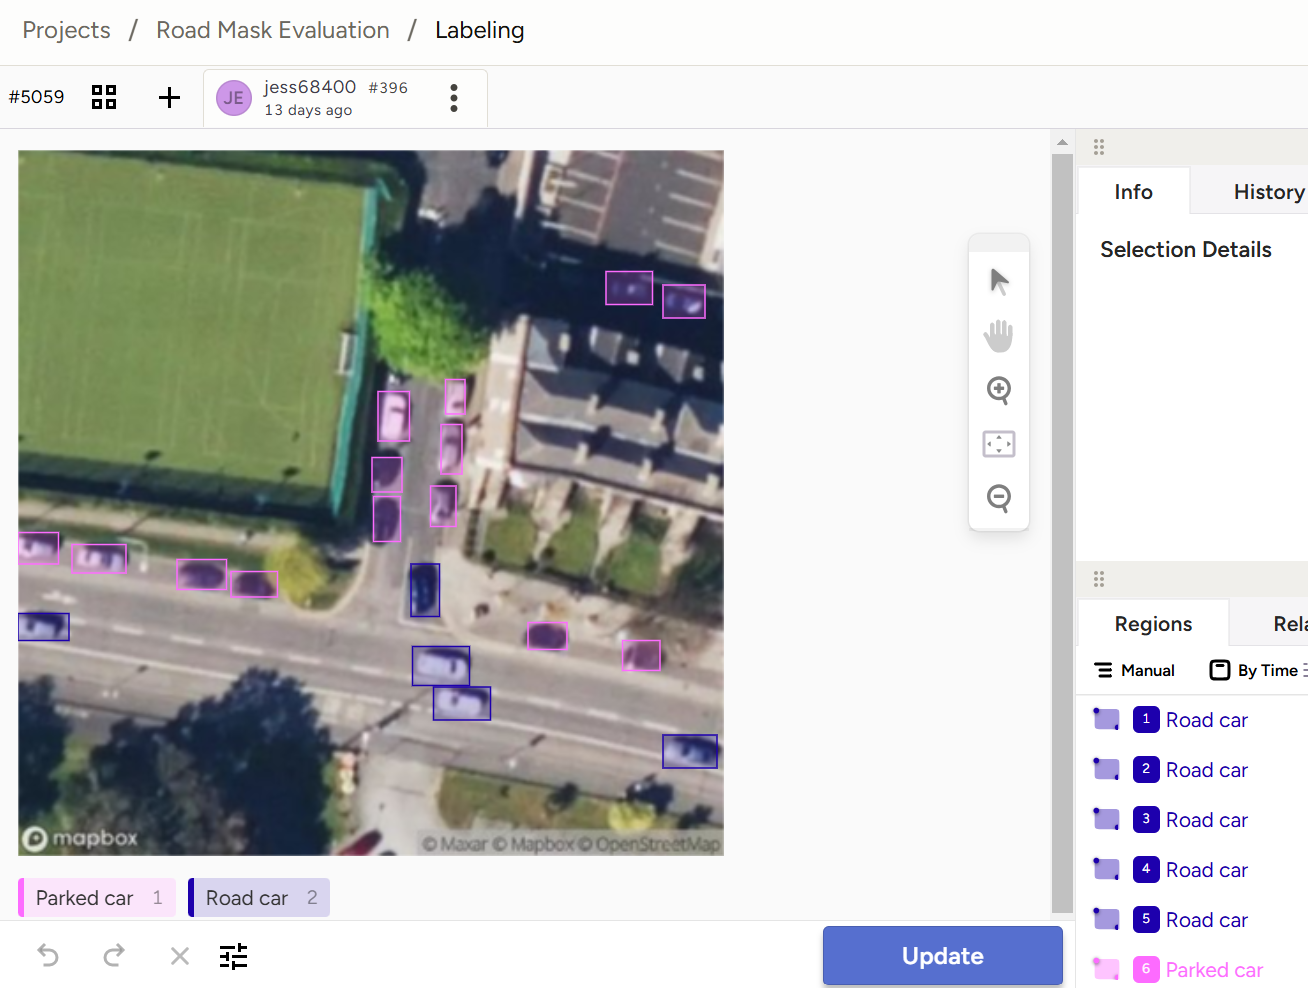 Projects / Road Mask Evaluation / Labeling
#5059
JE
jess68400 #396
13 days ago
Info
History
Selection Details
mapbox
© Maxar © Mapbox © OpenStreetMap
Parked car 1
Road car 2
Update
Regions
Rela
Manual
By Time
1 Road car
2 Road car
3 Road car
4 Road car
5 Road car
6 Parked car